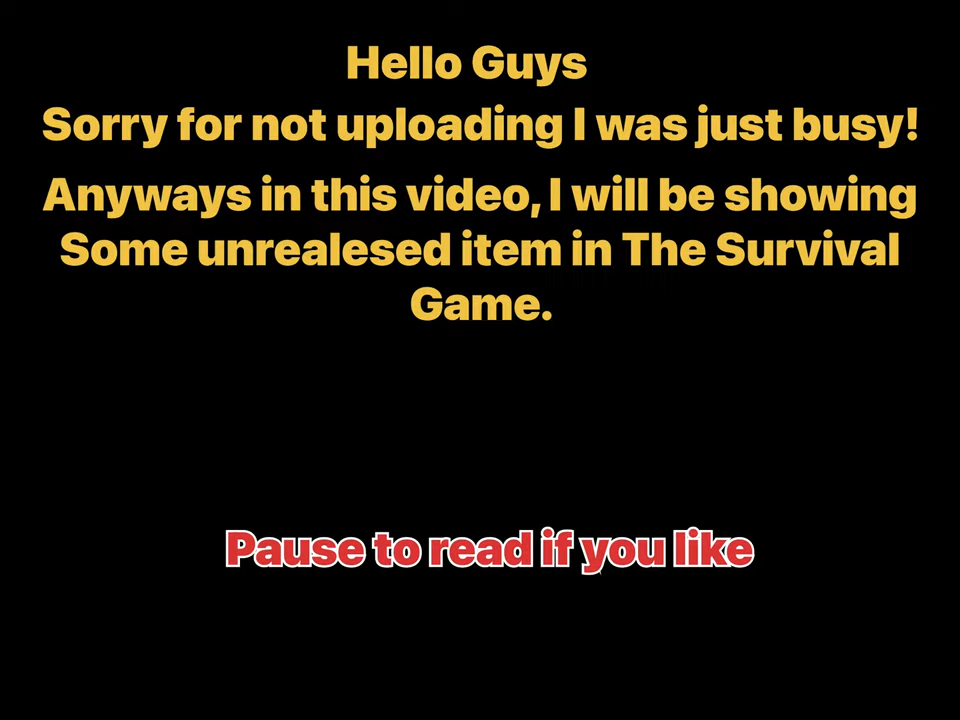 Hello Guys
Sorry for not uploading I was just busy!
Anyways in this video, I will be showing
Some unrealesed item in The Survival
Game.
Pause to read if you like